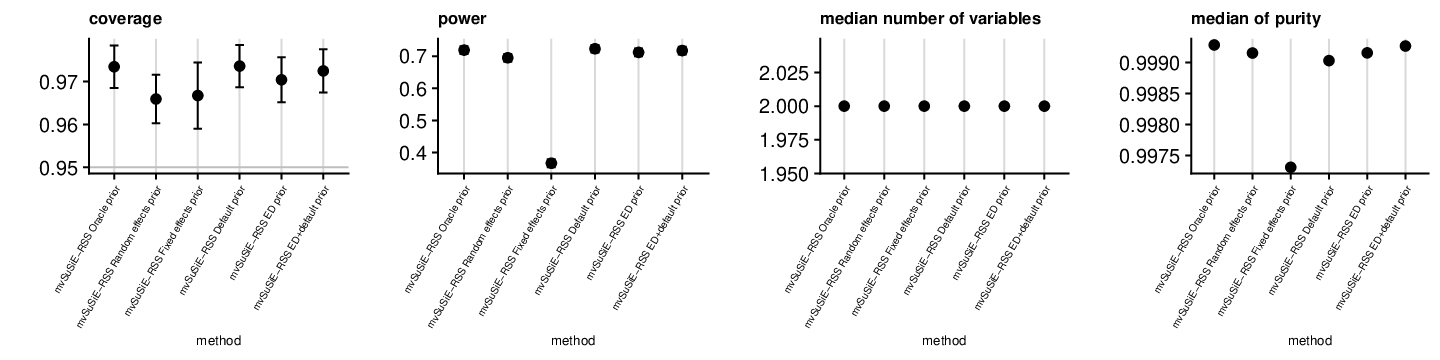 coverage
0.97
0.96
0.95
mvSuSiE−RSS Oracle prior
mvSuSiE−RSS Random effects prior
mvSuSiE−RSS Fixed effects prior
mvSuSiE−RSS Default prior
mvSuSiE−RSS ED prior
mvSuSiE−RSS ED+default prior
method
power
0.7
0.6
0.5
0.4
mvSuSiE−RSS Oracle prior
mvSuSiE−RSS Random effects prior
mvSuSiE−RSS Fixed effects prior
mvSuSiE−RSS Default prior
mvSuSiE−RSS ED prior
mvSuSiE−RSS ED+default prior
method
median number of variables
2.025
2.000
1.975
1.950
mvSuSiE−RSS Oracle prior
mvSuSiE−RSS Random effects prior
mvSuSiE−RSS Fixed effects prior
mvSuSiE−RSS Default prior
mvSuSiE−RSS ED prior
mvSuSiE−RSS ED+default prior
method
median of purity
0.9990
0.9985
0.9980
0.9975
mvSuSiE−RSS Oracle prior
mvSuSiE−RSS Random effects prior
mvSuSiE−RSS Fixed effects prior
mvSuSiE−RSS Default prior
mvSuSiE−RSS ED prior
mvSuSiE−RSS ED+default prior
method